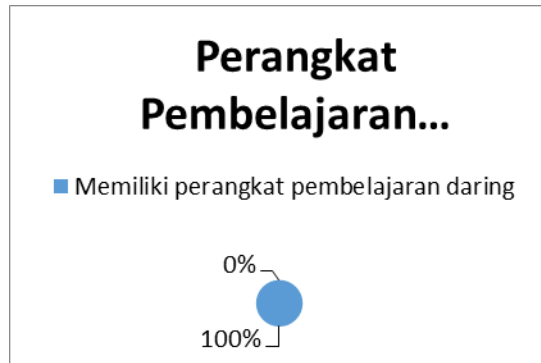 Perangkat
Pembelajaran...
Memiliki perangkat pembelajaran daring
0%
100%